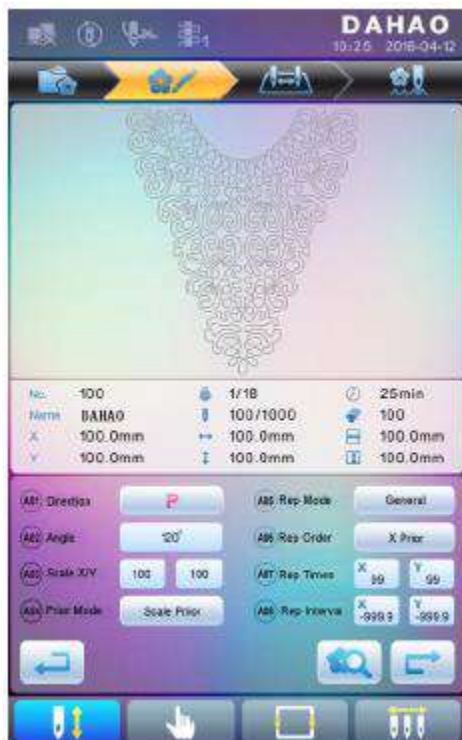 DAHAO
1
10:25 2016-04-12
No. 100 1/18 25min
Name DAHAO 100/1000 100
X 100.0mm 100.0mm 100.0mm
Y 100.0mm 100.0mm 100.0mm
A01 Direction P A05 Rep Mode General
A02 Angle 120° A06 Rep Order X Prior
A03 Scale X/Y 100 100 A07 Rep Times X 99 Y 99
A04 Prior Mode Scale Prior A08 Rep Interval X -999.9 Y -999.9